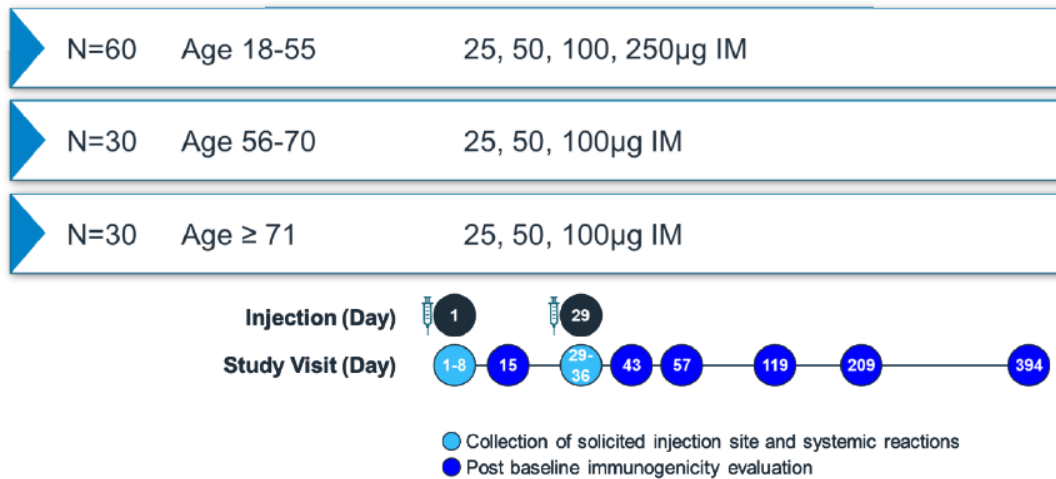 N=60 Age 18-55 25, 50, 100, 250µg IM
N=30 Age 56-70 25, 50, 100µg IM
N=30 Age ≥ 71 25, 50, 100µg IM
Injection (Day) 1 29
Study Visit (Day) 1-8 15 29-36 43 57 119 209 394
Collection of solicited injection site and systemic reactions
Post baseline immunogenicity evaluation